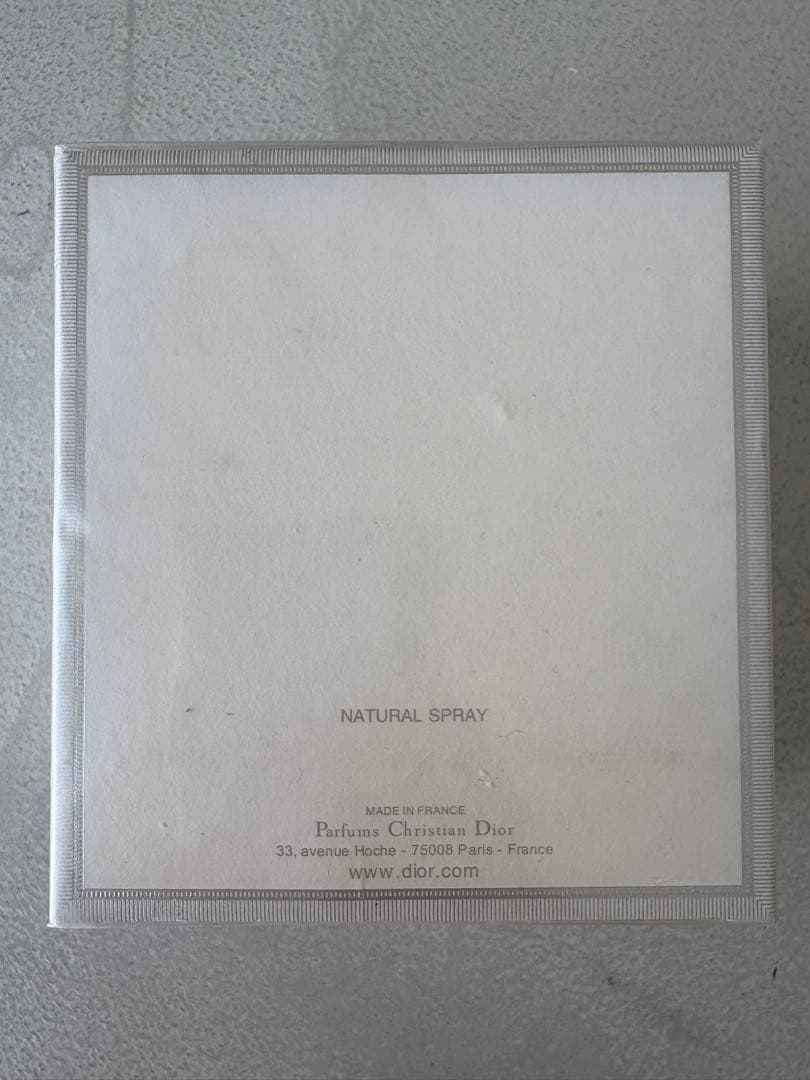 NATURAL SPRAY
MADE IN FRANCE
Parfums Christian Dior
33, avenue Hoche - 75008 Paris - France
www.dior.com